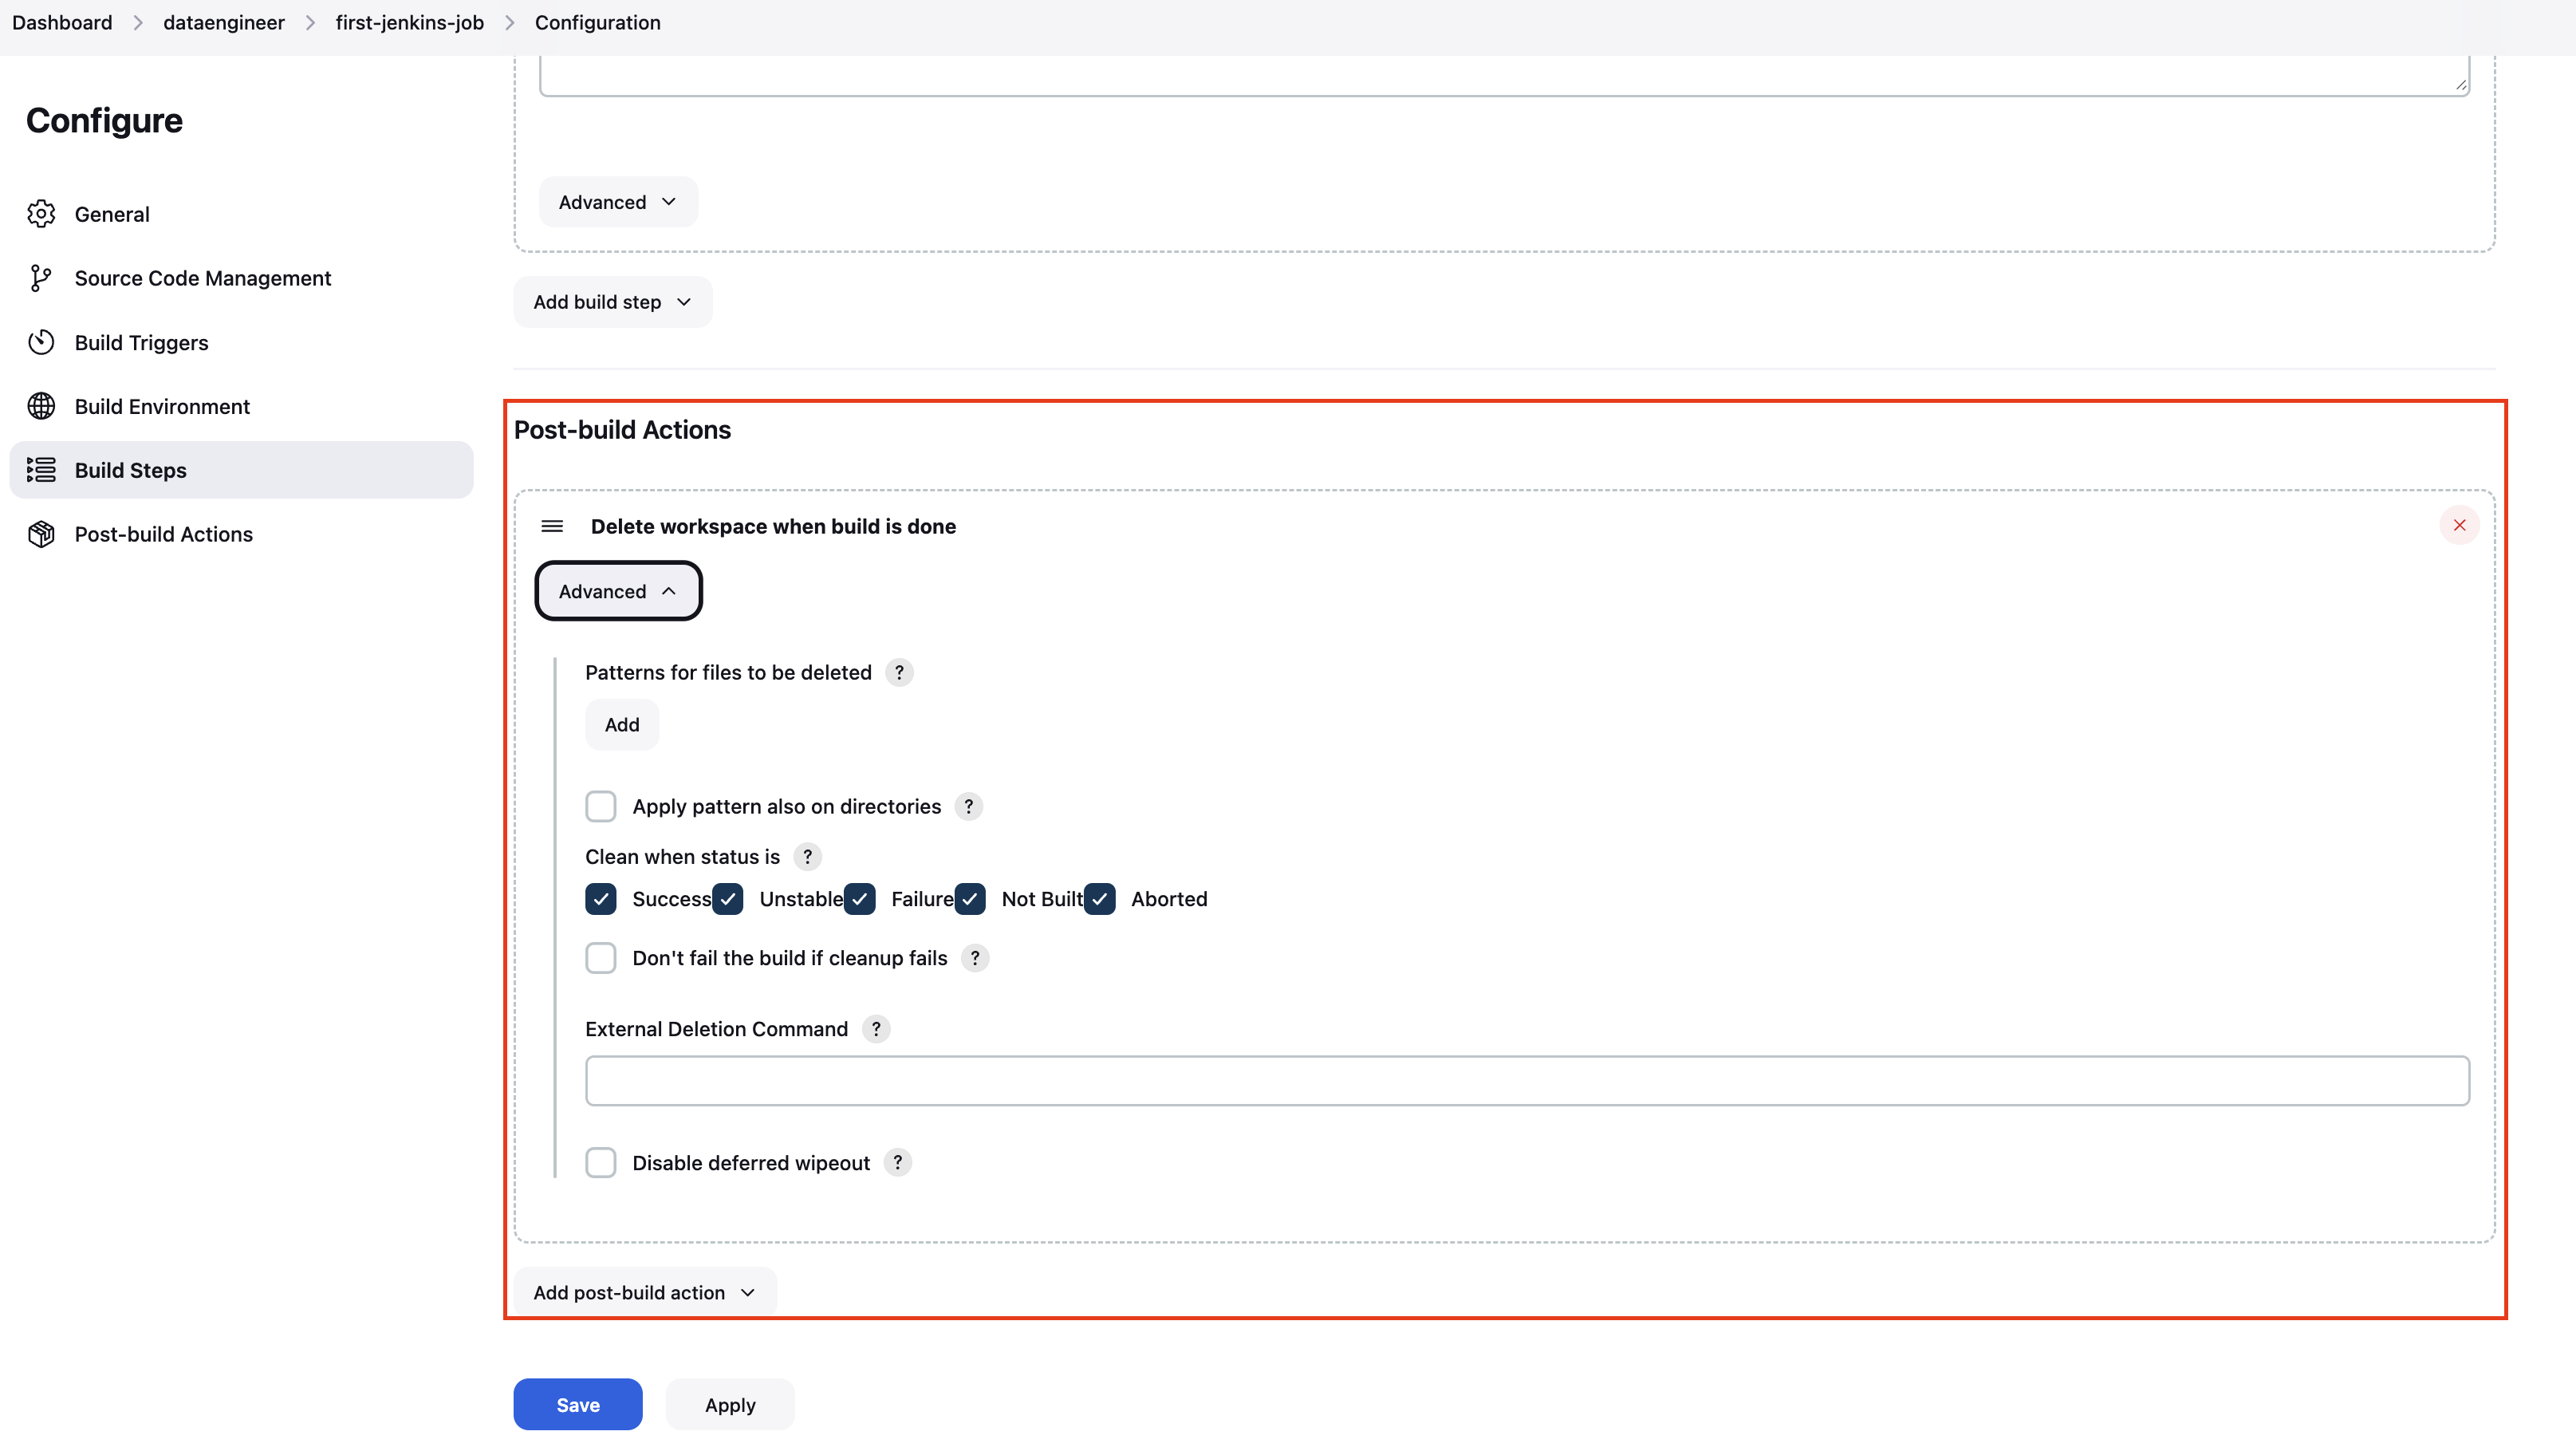 Dashboard > dataengineer > first-jenkins-job > Configuration
Configure
General
Source Code Management
Build Triggers
Build Environment
Build Steps
Post-build Actions
Advanced
Add build step
Post-build Actions
Delete workspace when build is done
Advanced
Patterns for files to be deleted ?
Add
Apply pattern also on directories ?
Clean when status is ?
Success Unstable Failure Not Built Aborted
Don't fail the build if cleanup fails ?
External Deletion Command ?
Disable deferred wipeout ?
Add post-build action
Save Apply